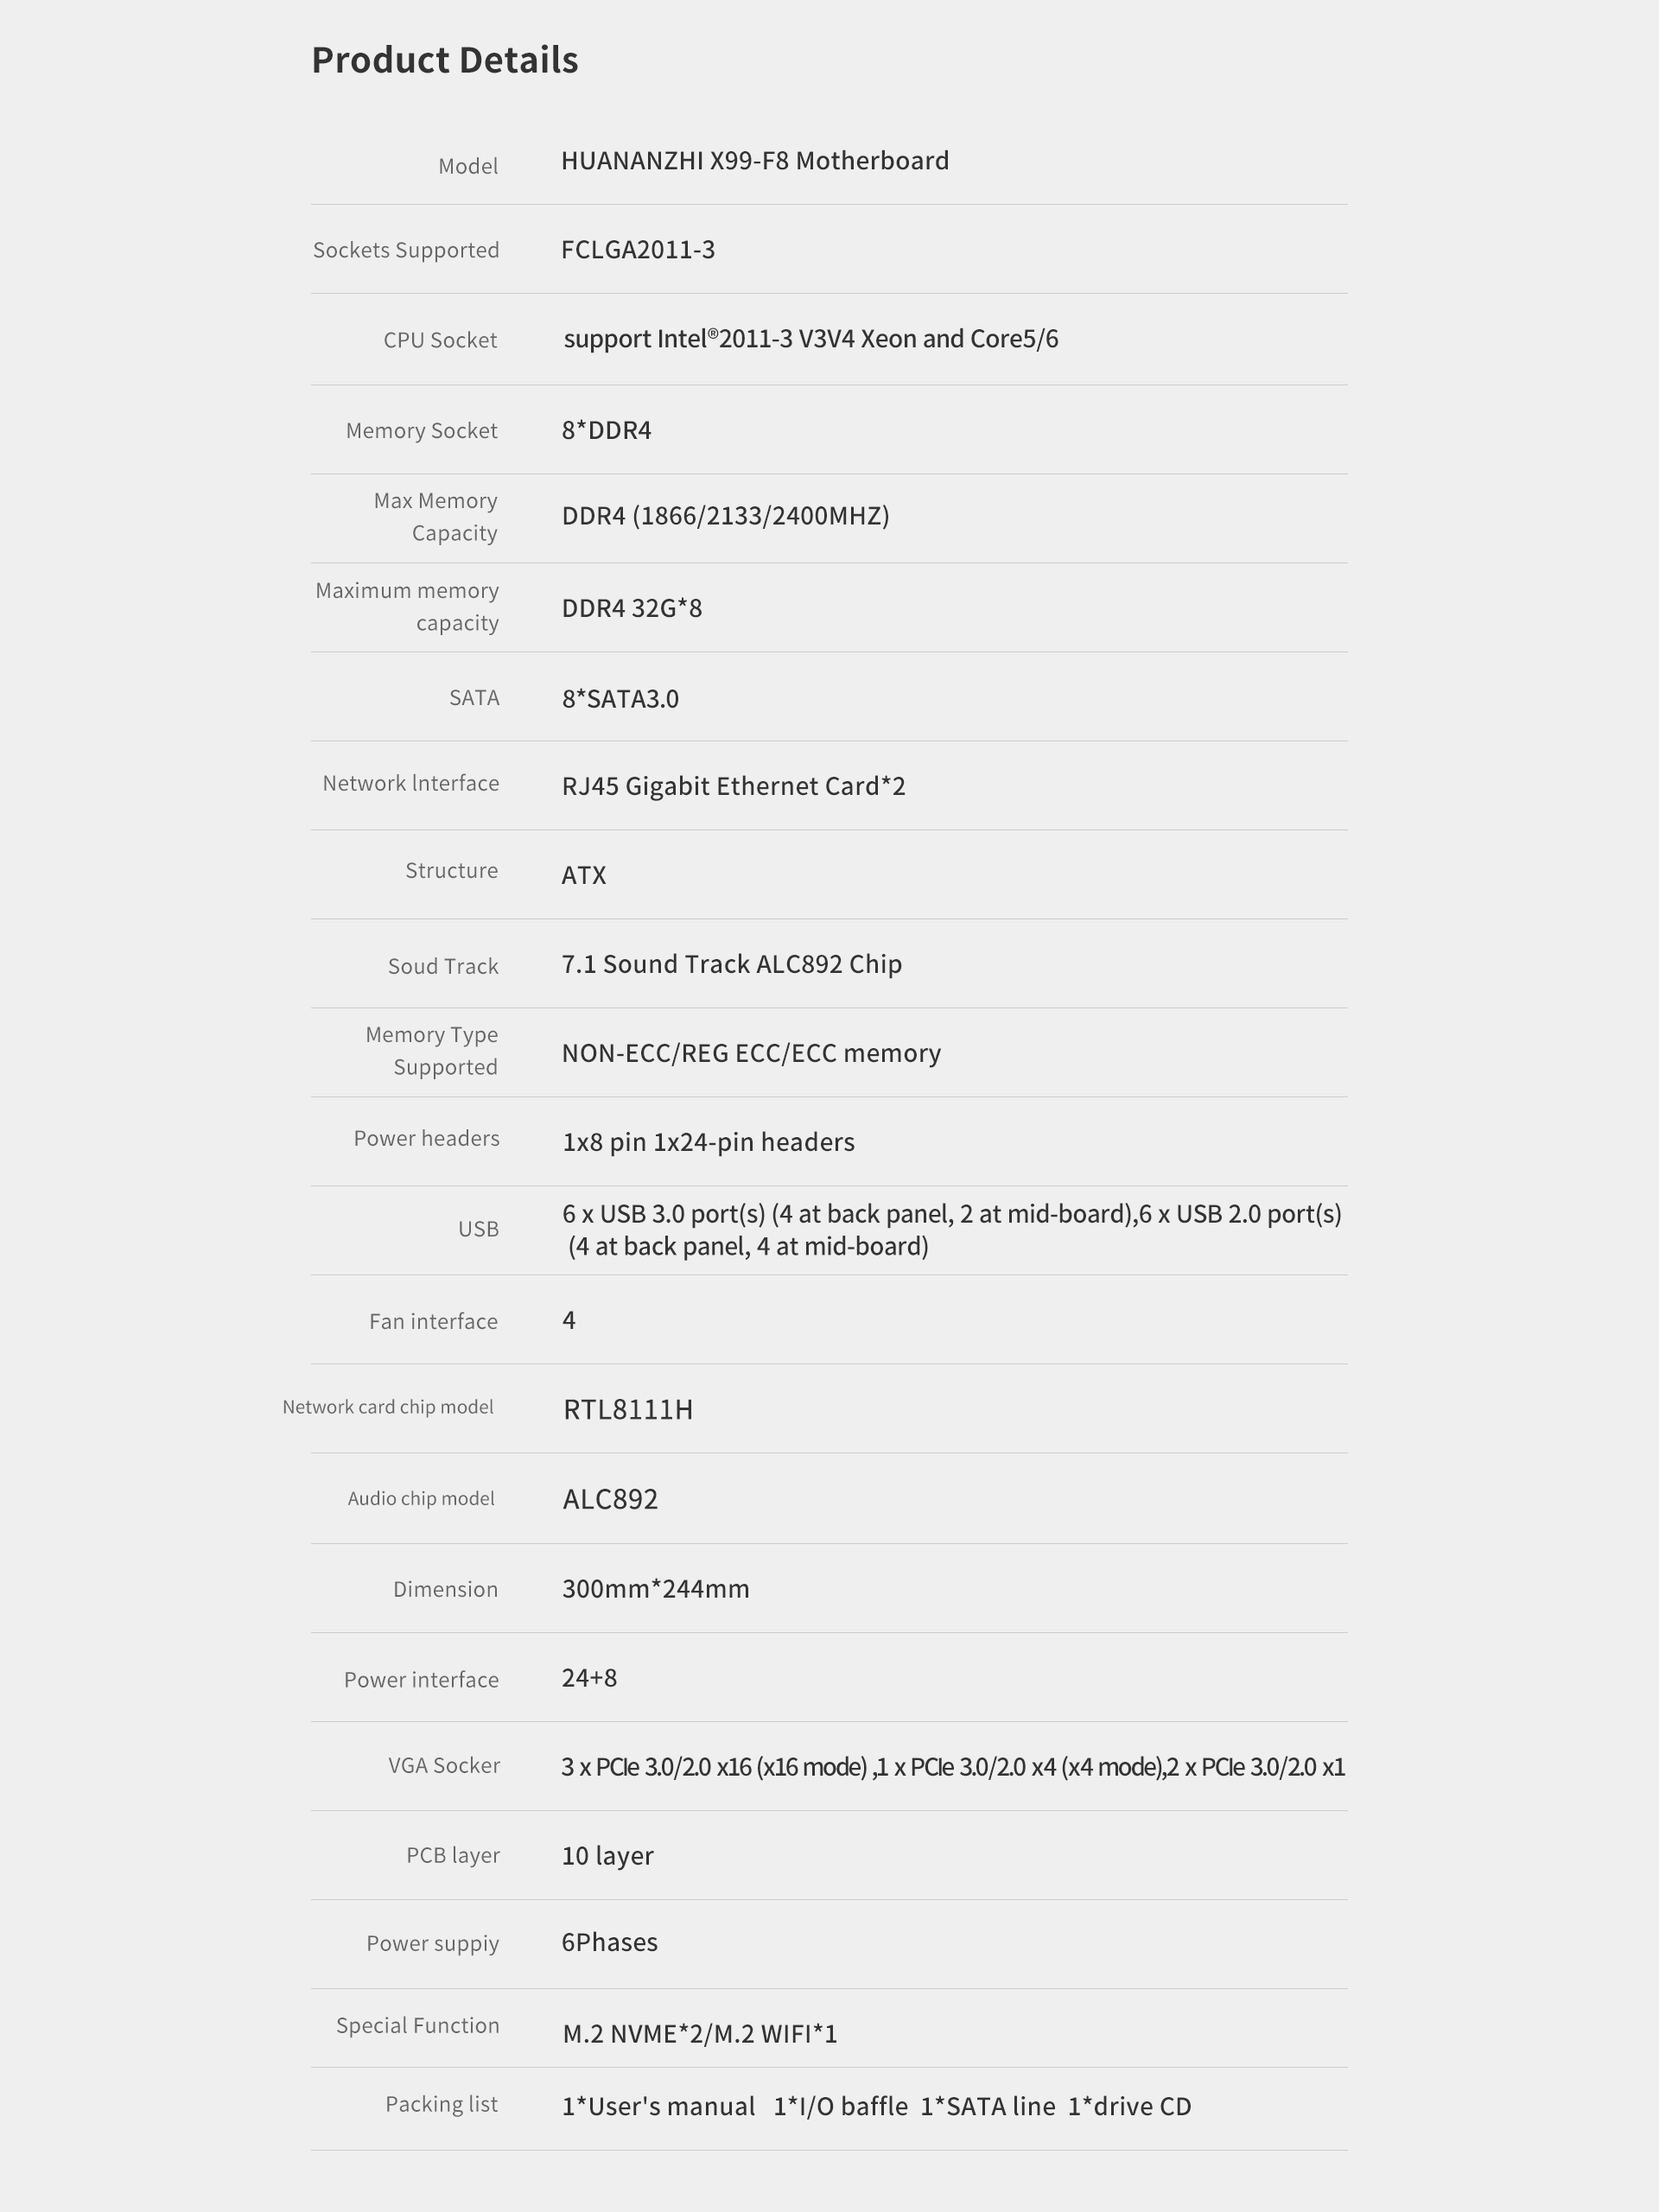 Product Details
Model HUANANZHI X99-F8 Motherboard
Sockets Supported FCLGA2011-3
CPU Socket support Intel®2011-3 V3V4 Xeon and Core5/6
Memory Socket 8*DDR4
Max Memory
Capacity
DDR4 (1866/2133/2400MHZ)
Maximum memory
capacity
DDR4 32G*8
SATA 8*SATA3.0
Network lnterface RJ45 Gigabit Ethernet Card*2
Structure ATX
Soud Track 7.1 Sound Track ALC892 Chip
Memory Type
Supported
NON-ECC/REG ECC/ECC memory
Power headers 1x8 pin 1x24-pin headers
USB
6 x USB 3.0 port(s) (4 at back panel, 2 at mid-board),6 x USB 2.0 port(s)
(4 at back panel, 4 at mid-board)
Fan interface 4
Network card chip model RTL8111H
Audio chip model ALC892
Dimension 300mm*244mm
Power interface 24+8
VGA Socker 3 x PCIe 3.0/2.0 x16 (x16 mode) ,1 x PCIe 3.0/2.0 x4 (x4 mode),2 x PCIe 3.0/2.0 x1
PCB layer 10 layer
Power suppiy 6Phases
Special Function M.2 NVME*2/M.2 WIFI*1
Packing list 1*User's manual 1*I/O baffle 1*SATA line 1*drive CD